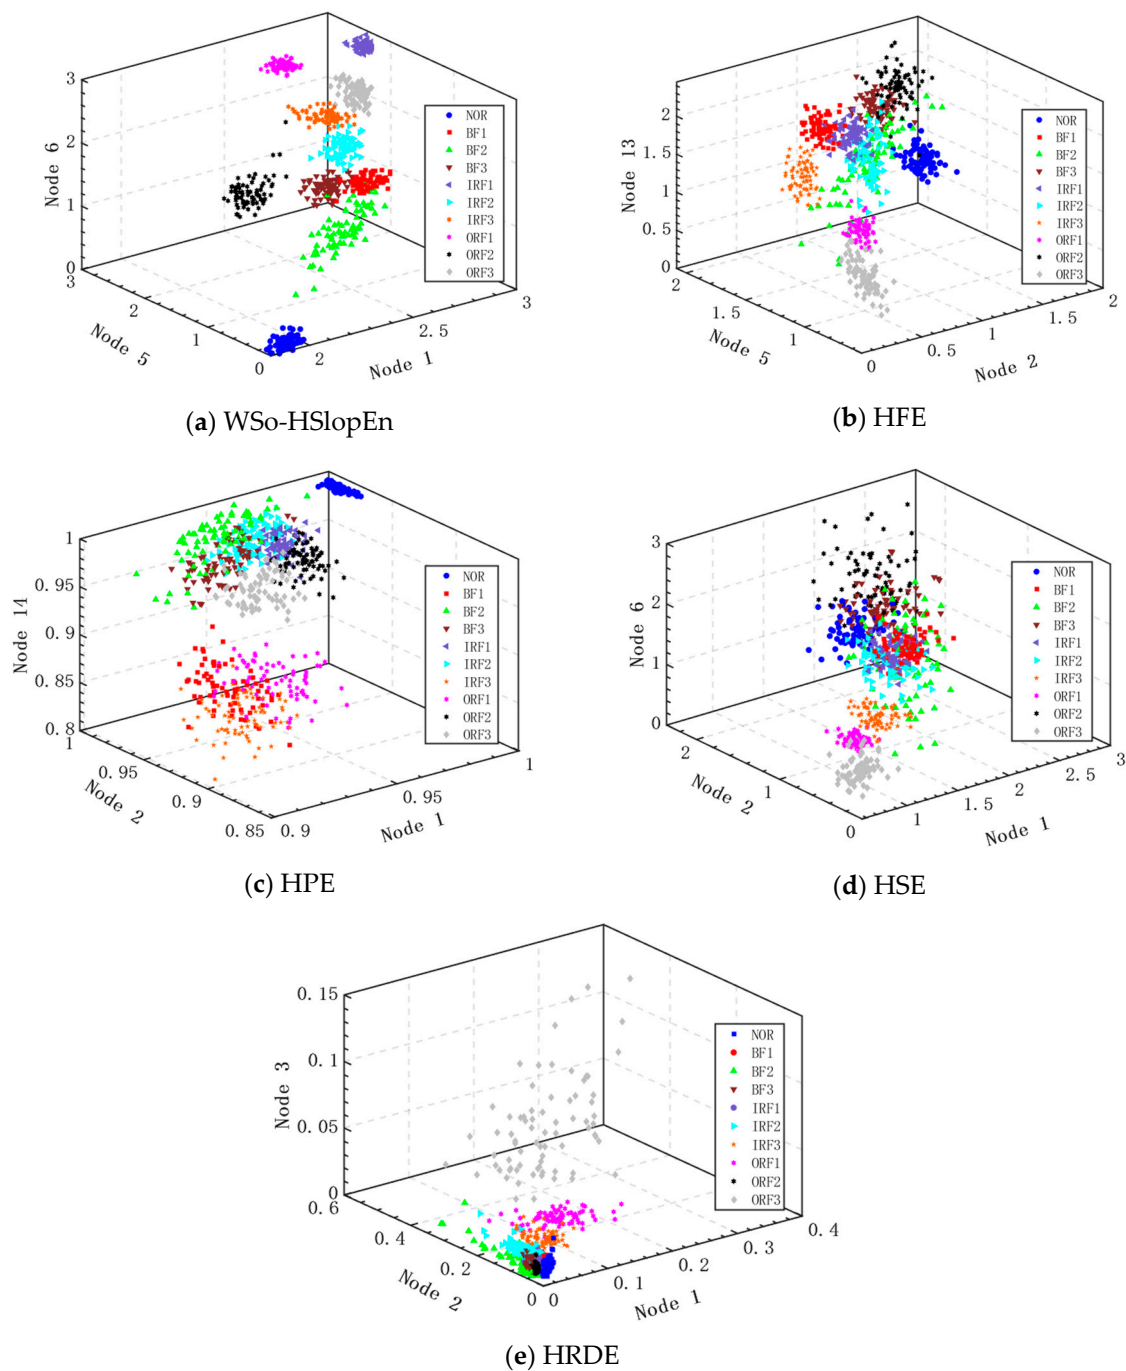 3
2
1
0
Node 6
3
2
1
0
Node 5
2
2.5
3
Node 1
NOR
BF1
BF2
BF3
IRF1
IRF2
IRF3
ORF1
ORF2
ORF3
(a) WSo-HSlopEn
2
1.5
1
0.5
0
Node 13
2
1.5
1
Node 5
0
0.5
1
1.5
2
Node 2
NOR
BF1
BF2
BF3
IRF1
IRF2
IRF3
ORF1
ORF2
ORF3
(b) HFE
1
0.95
0.9
0.85
0.8
Node 14
1
0.95
0.9
0.85
Node 2
0.9
0.95
1
Node 1
NOR
BF1
BF2
BF3
IRF1
IRF2
IRF3
ORF1
ORF2
ORF3
(c) HPE
3
2
1
0
Node 6
2
1
0
Node 2
1
1.5
2
2.5
3
Node 1
NOR
BF1
BF2
BF3
IRF1
IRF2
IRF3
ORF1
ORF2
ORF3
(d) HSE
0.15
0.1
0.05
0
Node 3
0.6
0.4
0.2
0
Node 2
0
0.1
0.2
0.3
0.4
Node 1
NOR
BF1
BF2
BF3
IRF1
IRF2
IRF3
ORF1
ORF2
ORF3
(e) HRDE